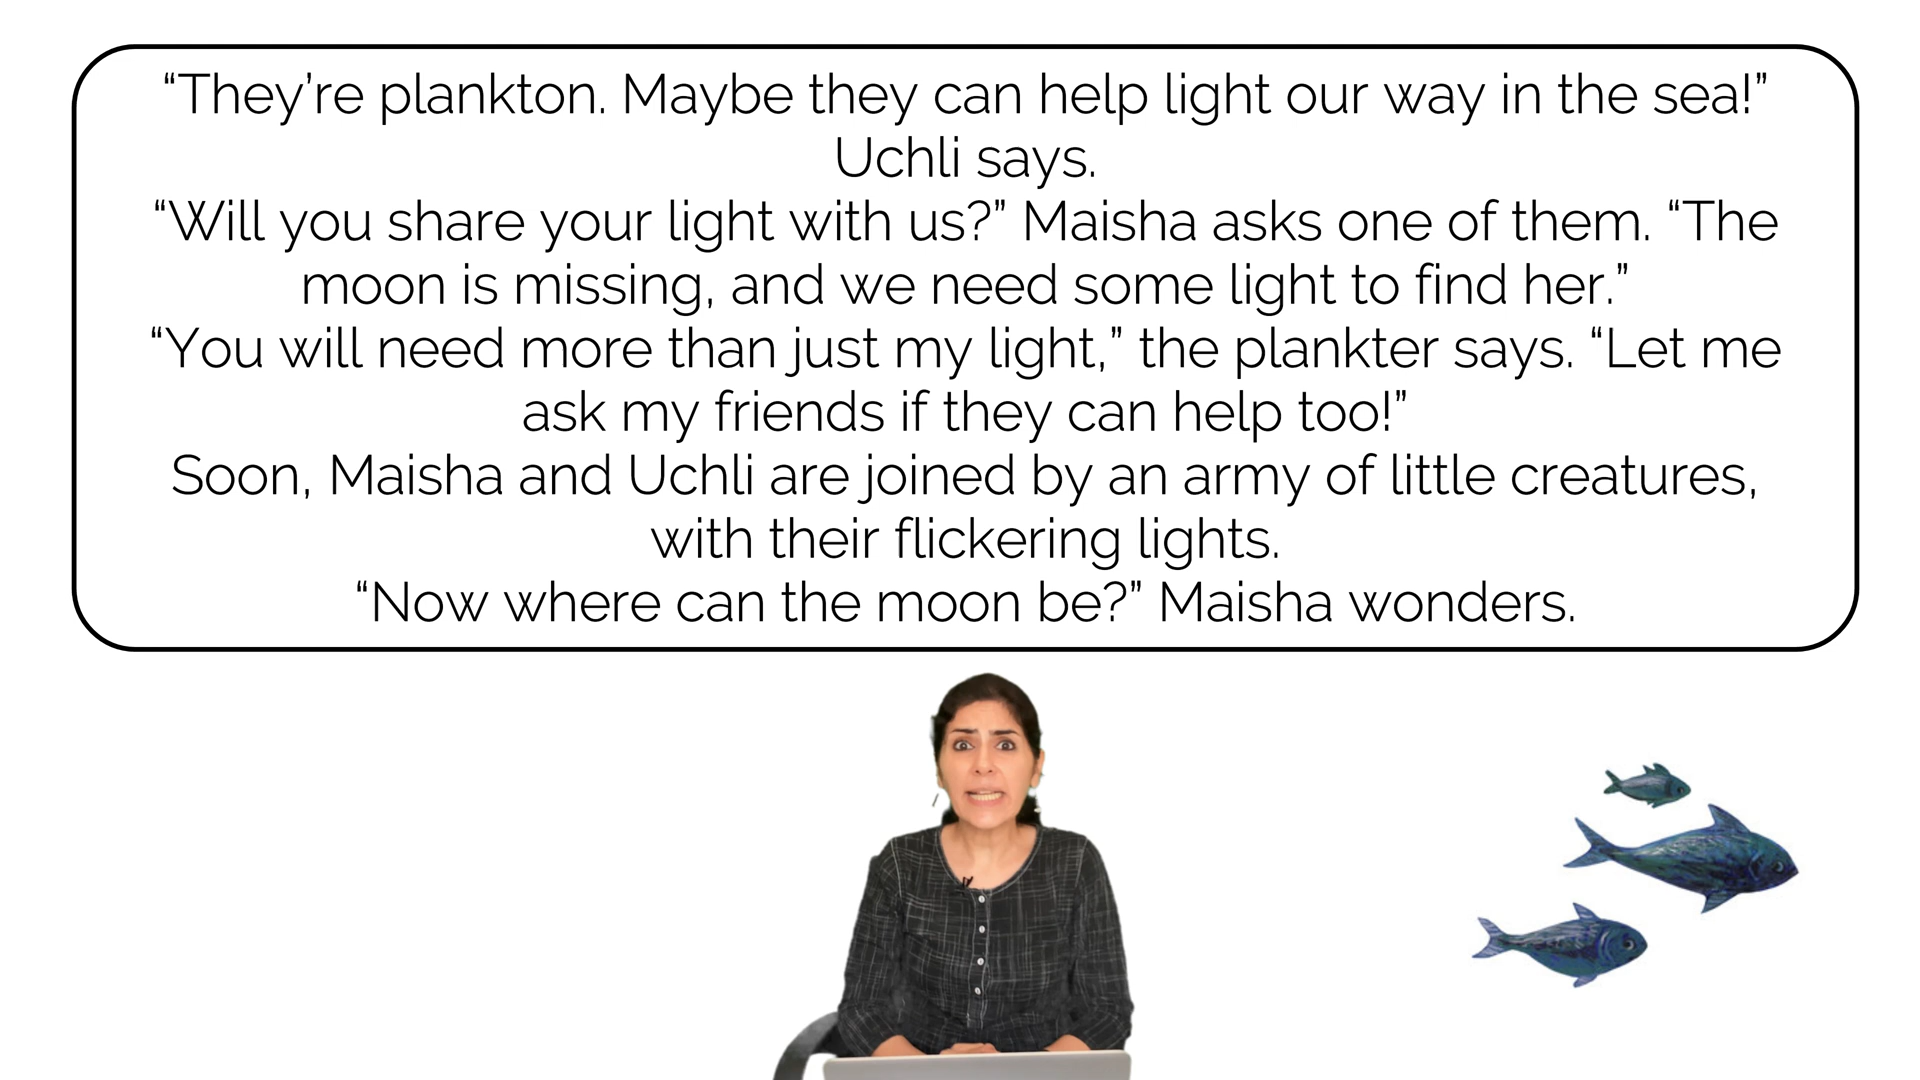 “They’re plankton. Maybe they can help light our way in the sea!”
Uchli says.
“Will you share your light with us?” Maisha asks one of them. “The
moon is missing, and we need some light to find her.”
“You will need more than just my light,” the plankter says. “Let me
ask my friends if they can help too!”
Soon, Maisha and Uchli are joined by an army of little creatures,
with their flickering lights.
“Now where can the moon be?” Maisha wonders.